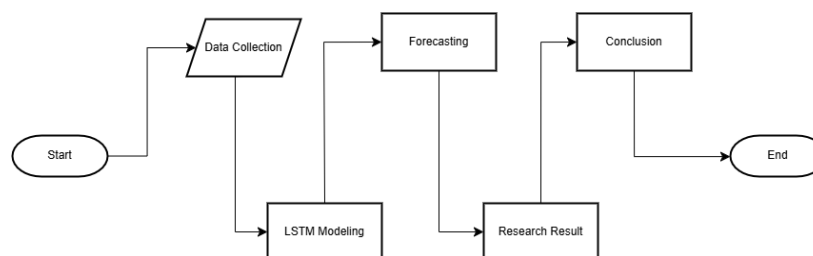 Start
Data Collection
LSTM Modeling
Forecasting
Research Result
Conclusion
End